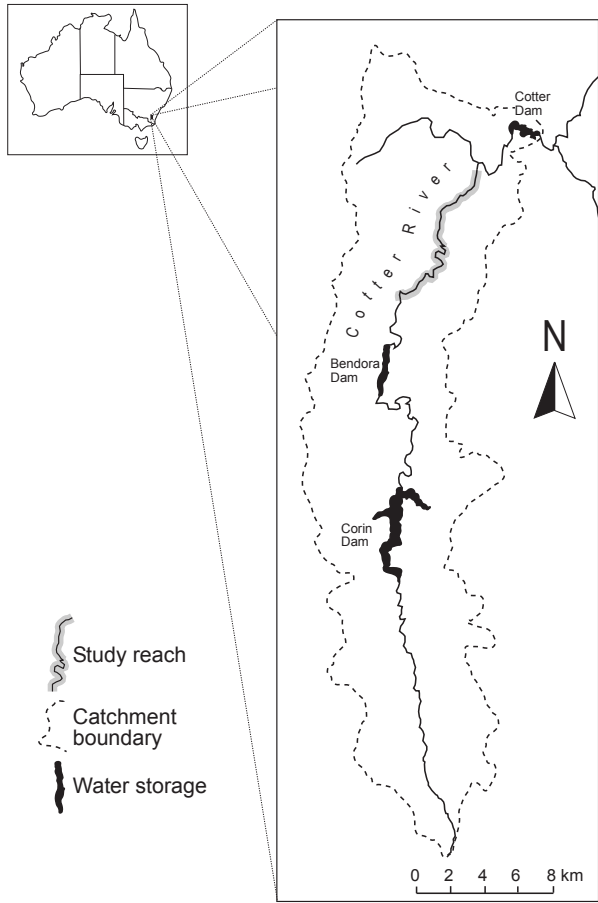 Cotter
Dam
Cotter River
N
Bendora
Dam
Corin
Dam
Study reach
Catchment
boundary
Water storage
0 2 4 6 8 km